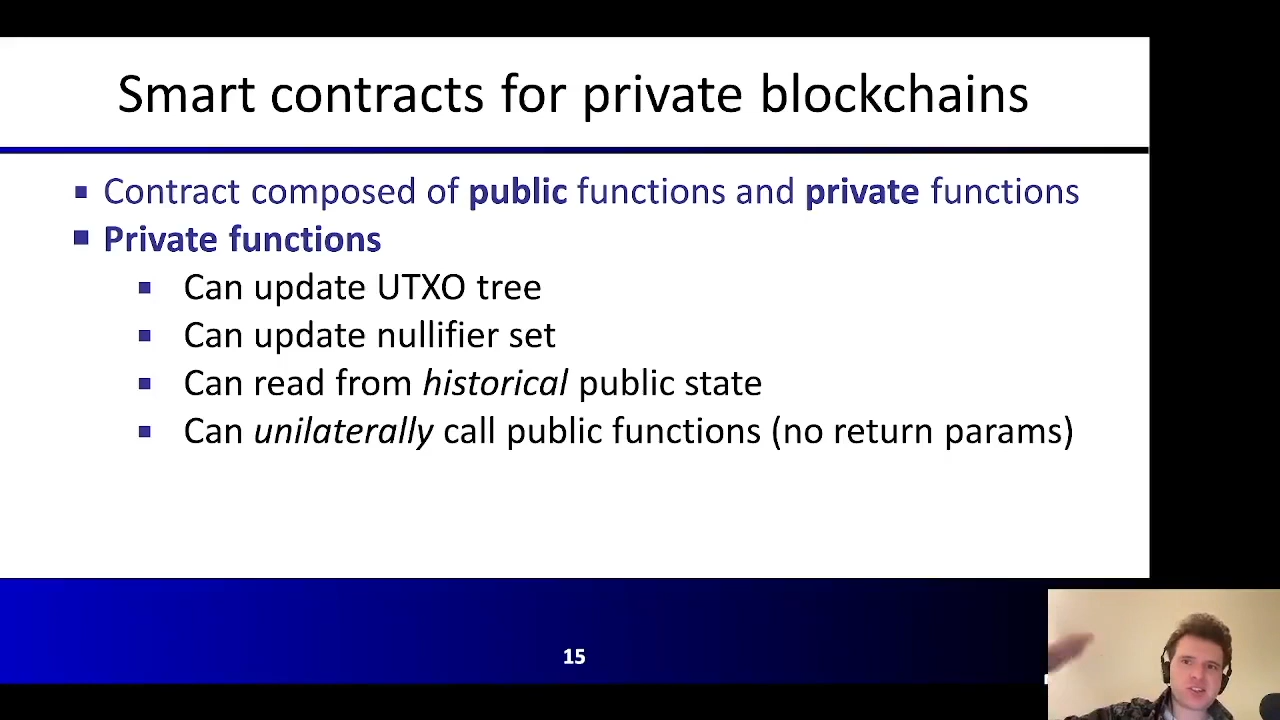 Smart contracts for private blockchains
Contract composed of public functions and private functions
Private functions
Can update UTXO tree
Can update nullifier set
Can read from historical public state
Can unilaterally call public functions (no return params)
15